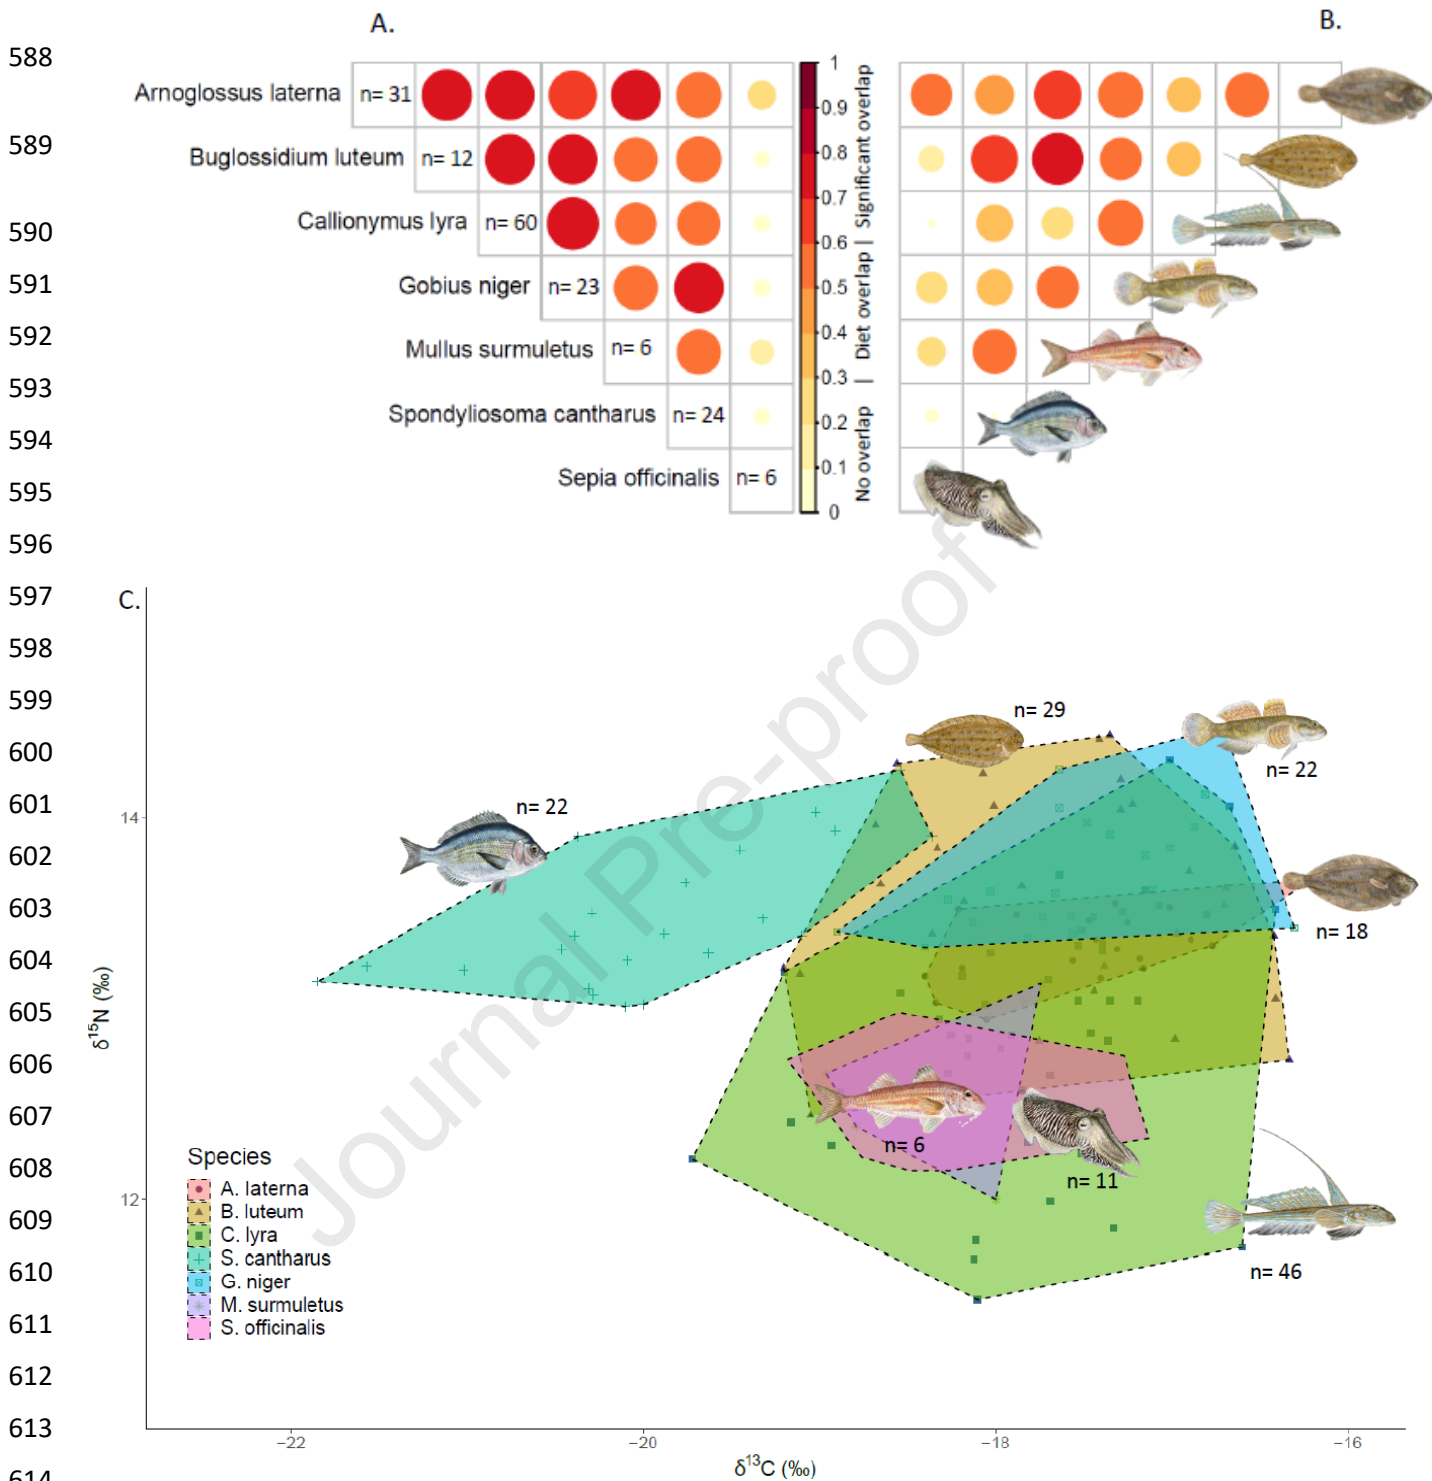 A.
B.
588
Arnoglossus laterna n= 31
589
Buglossidium luteum n= 12
590
Callionymus lyra n= 60
591
Gobius niger n= 23
592
Mullus surmuletus n= 6
593
Spondyliosoma cantharus n= 24
594
595
Sepia officinalis n= 6
596
1
0.9
0.8
0.7
0.6
0.5
0.4
0.3
0.2
0.1
0
No overlap | Diet overlap | Significant overlap
597
C.
598
599
600
n= 29
n= 22
601
n= 22
14
602
603
n= 18
604
605
δ15N (‰)
606
607
n= 6
608
n= 11
12
609
610
n= 46
611
612
613
614
Species
A. laterna
B. luteum
C. lyra
S. cantharus
G. niger
M. surmuletus
S. officinalis
−22
−20
−18
−16
δ13C (‰)
Journal Pre-proof